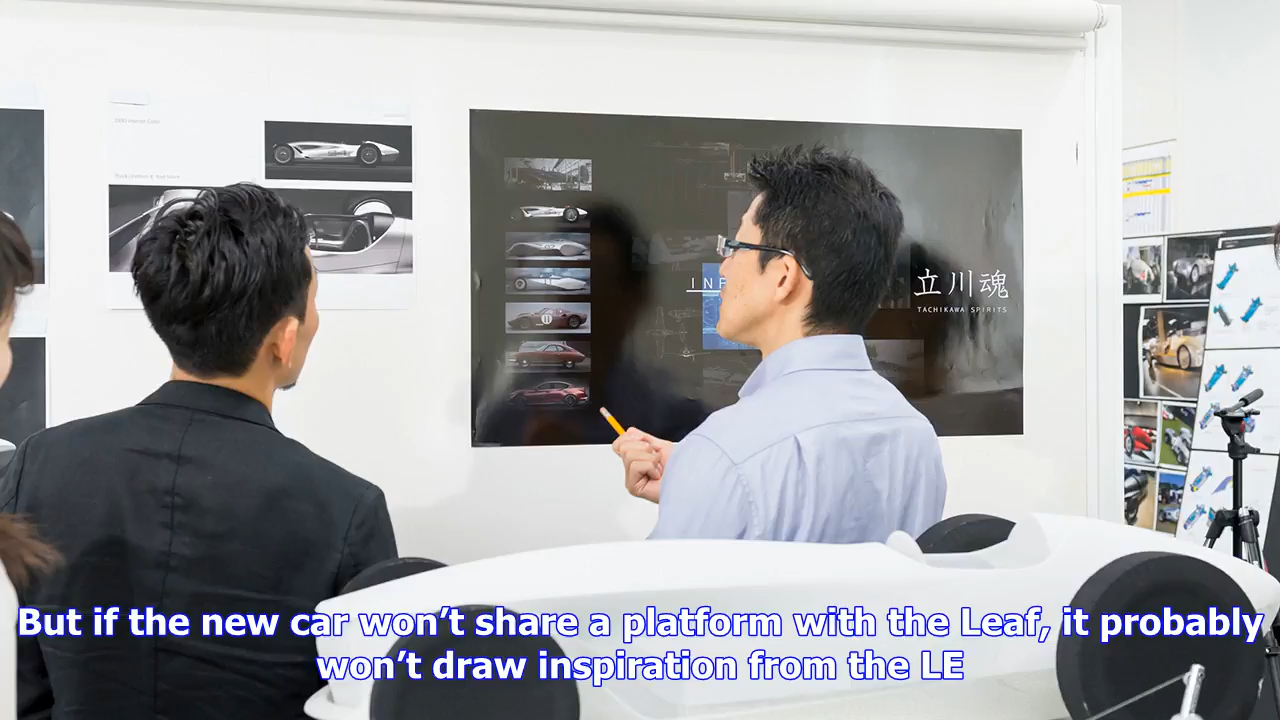 INF
立川魂
TACHIKAWA SPIRITS
But if the new car won’t share a platform with the Leaf, it probably
won’t draw inspiration from the LE